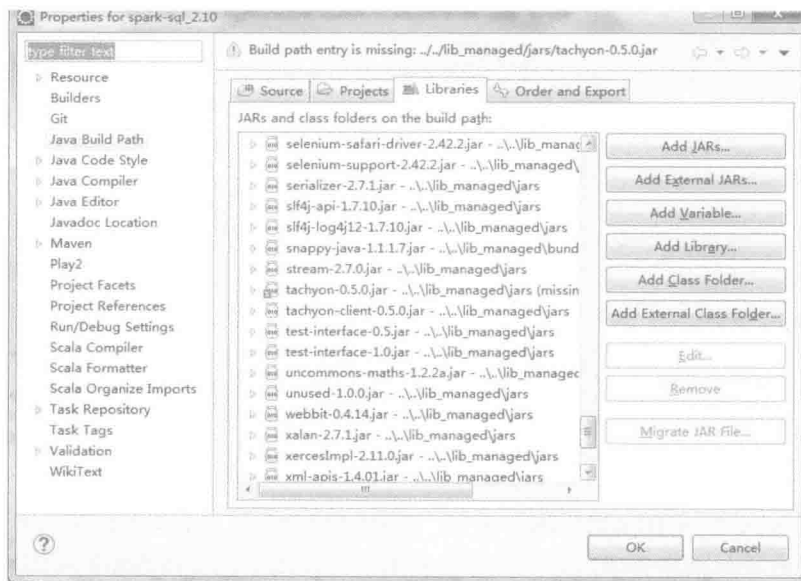 Properties for spark-sql_2.10
type filter text
Resource
Builders
Git
Java Build Path
Java Code Style
Java Compiler
Java Editor
Javadoc Location
Maven
Play2
Project Facets
Project References
Run/Debug Settings
Scala Compiler
Scala Formatter
Scala Organize Imports
Task Repository
Task Tags
Validation
WikiText
Build path entry is missing: ../../lib_managed/jars/tachyon-0.5.0.jar
Source Projects Libraries Order and Export
JARs and class folders on the build path:
selenium-safari-driver-2.42.2.jar - ..\..\lib_manag
selenium-support-2.42.2.jar - ..\..\lib_managed\
serializer-2.7.1.jar - ..\..\lib_managed\jars
slf4j-api-1.7.10.jar - ..\..\lib_managed\jars
slf4j-log4j12-1.7.10.jar - ..\..\lib_managed\jars
snappy-java-1.1.1.7.jar - ..\..\lib_managed\bund
stream-2.7.0.jar - ..\..\lib_managed\jars
tachyon-0.5.0.jar - ..\..\lib_managed\jars (missin
tachyon-client-0.5.0.jar - ..\..\lib_managed\jars
test-interface-0.5.jar - ..\..\lib_managed\jars
test-interface-1.0.jar - ..\..\lib_managed\jars
uncommons-maths-1.2.2a.jar - ..\..\lib_managec
unused-1.0.0.jar - ..\..\lib_managed\jars
webbit-0.4.14.jar - ..\..\lib_managed\jars
xalan-2.7.1.jar - ..\..\lib_managed\jars
xercesImpl-2.11.0.jar - ..\..\lib_managed\jars
xml-apis-1.4.01.jar - ..\..\lib_managed\jars
Add JARs...
Add External JARs...
Add Variable...
Add Library...
Add Class Folder...
Add External Class Folder...
Edit...
Remove
Migrate JAR File...
OK
Cancel